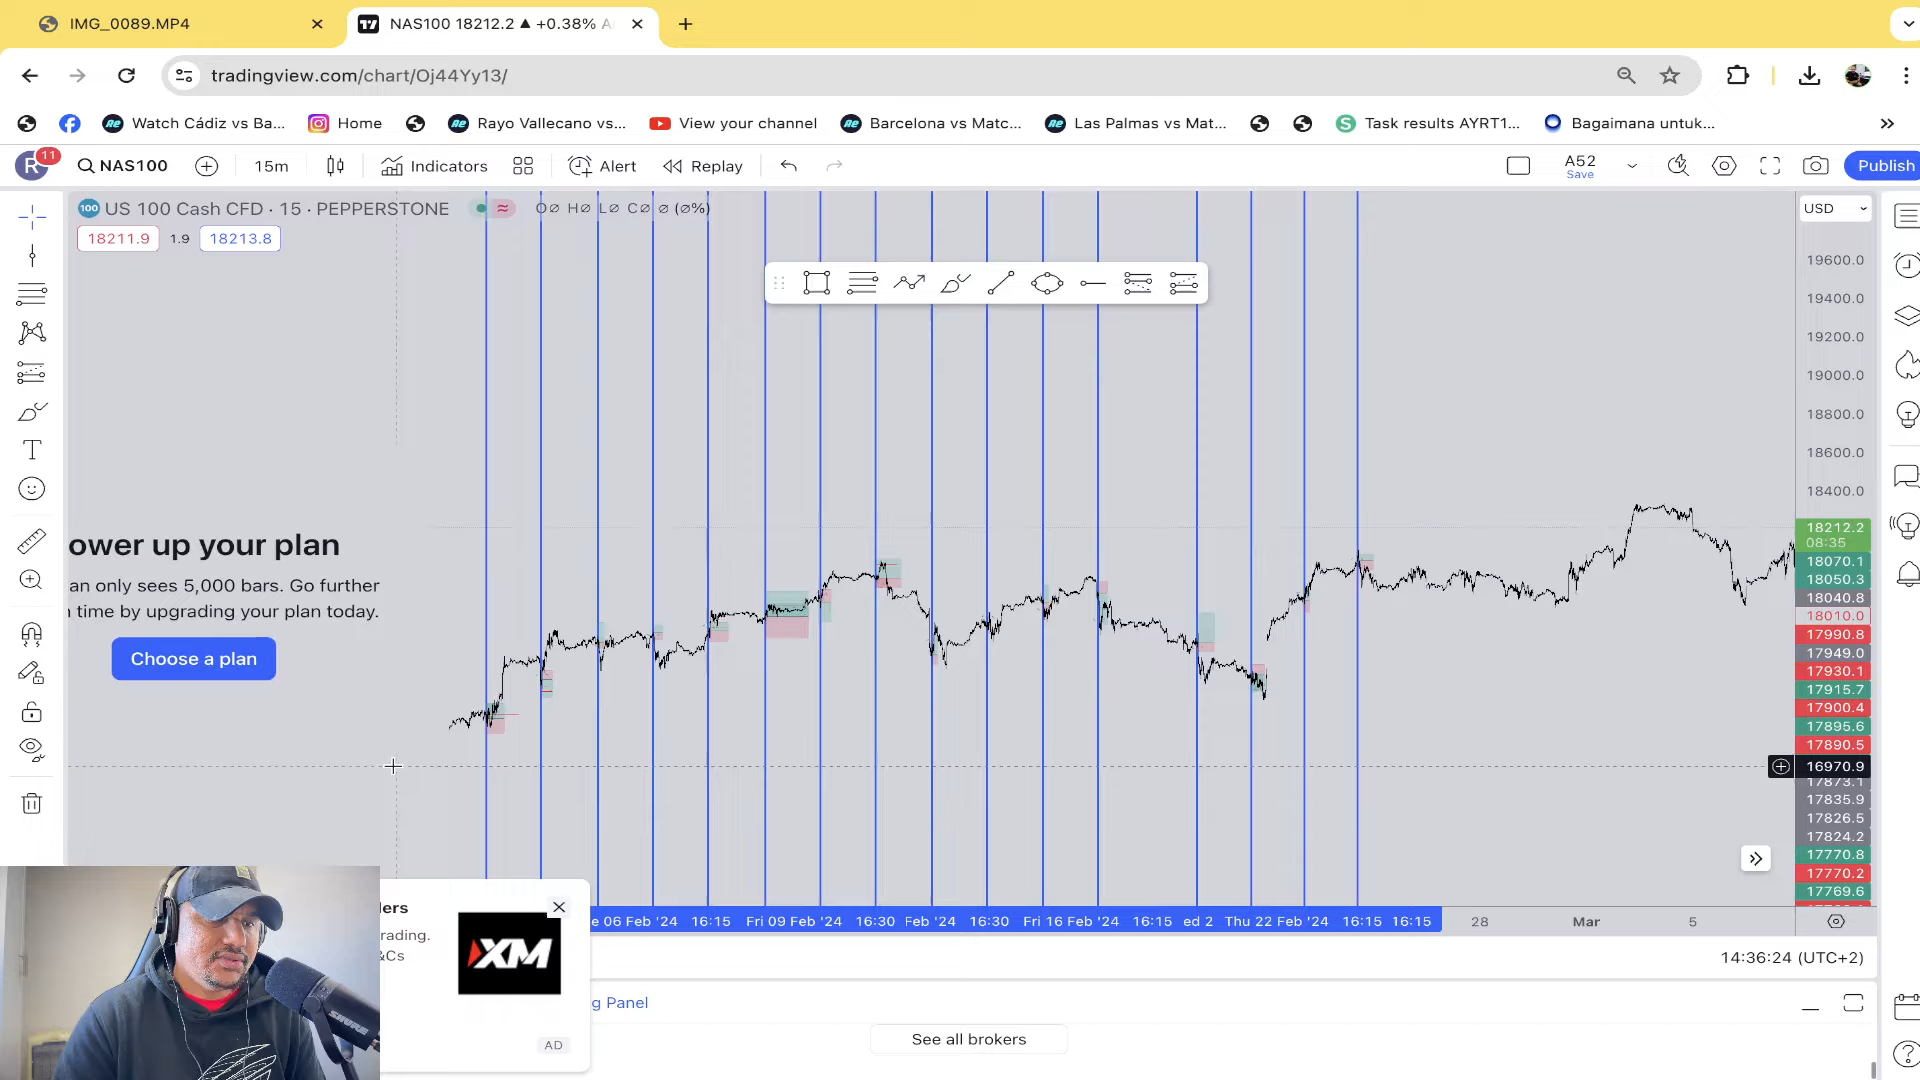 IMG_0089.MP4
NAS100 18212.2 ▲ +0.38% A
tradingview.com/chart/Oj44Yy13/
Watch Cádiz vs Ba...
Home
Rayo Vallecano vs...
View your channel
Barcelona vs Matc...
Las Palmas vs Mat...
Task results AYRT1...
Bagaimana untuk...
R 11
NAS100
15m
Indicators
Alert
Replay
A52
Save
Publish
100 US 100 Cash CFD · 15 · PEPPERSTONE
O∅ H∅ L∅ C∅ ∅ (∅%)
USD
18211.9 1.9 18213.8
19600.0
19400.0
19200.0
19000.0
18800.0
18600.0
18400.0
18212.2
08:35
18070.1
18050.3
18040.8
18010.0
17990.8
17949.0
17930.1
17915.7
17900.4
17895.6
17890.5
16970.9
17873.1
17835.9
17826.5
17824.2
17770.8
17770.2
17769.6
ower up your plan
an only sees 5,000 bars. Go further
time by upgrading your plan today.
Choose a plan
e 06 Feb '24 16:15 Fri 09 Feb '24 16:30 Feb '24 16:30 Fri 16 Feb '24 16:15 ed 2 Thu 22 Feb '24 16:15 16:15 28 Mar 5
14:36:24 (UTC+2)
ders
rading.
&Cs
XM
AD
g Panel
See all brokers
SHURE